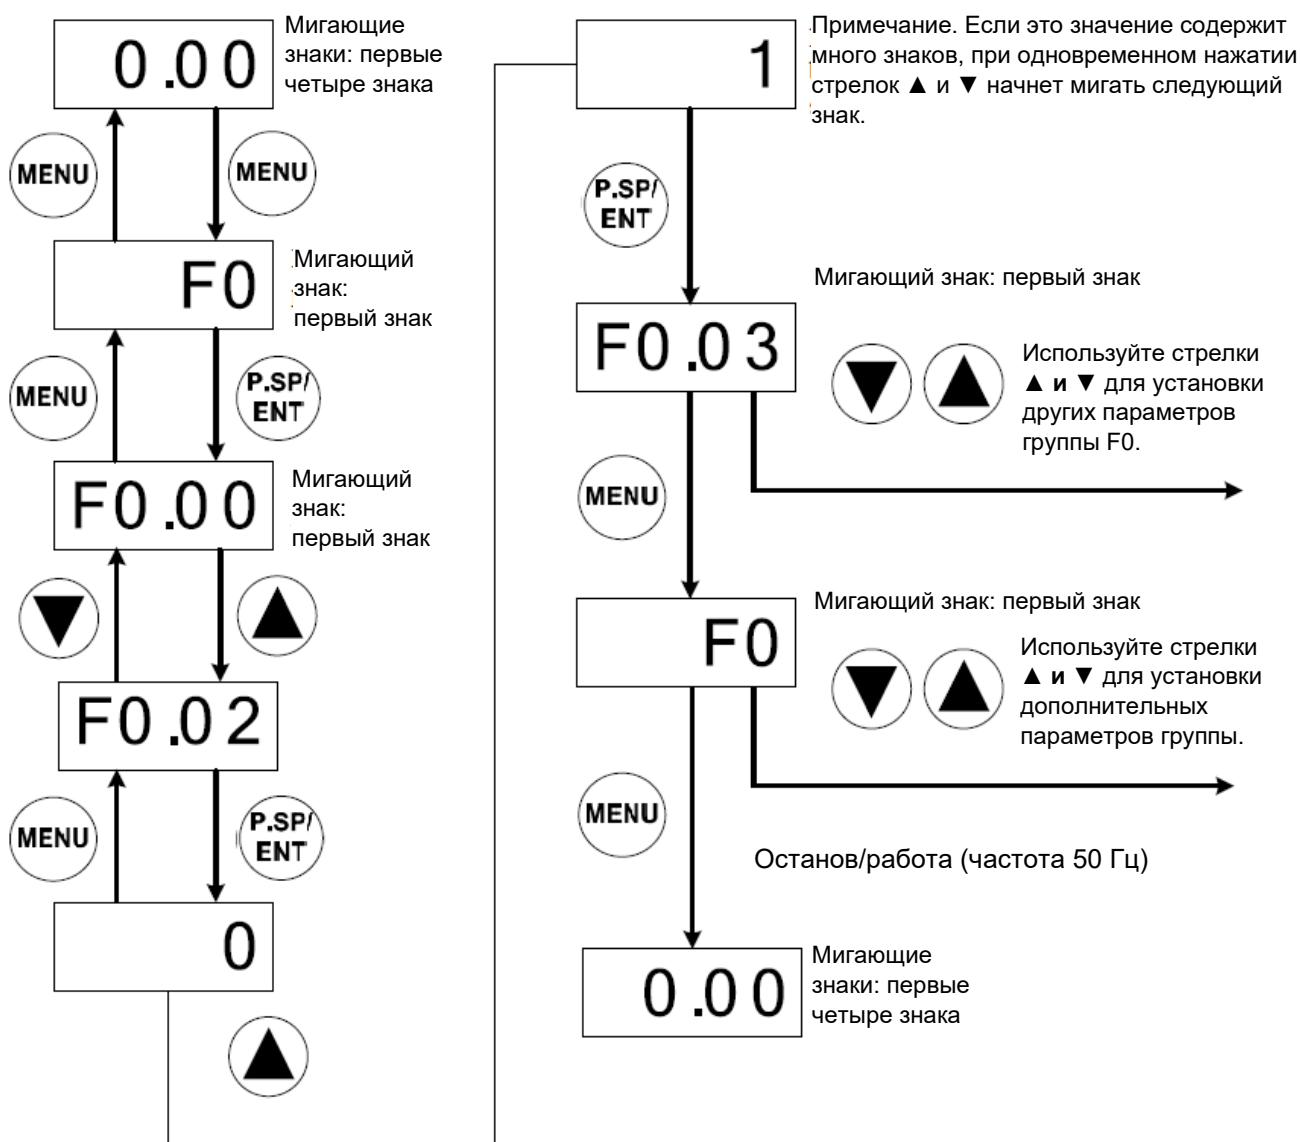 0.00
Мигающие
знаки: первые
четыре знака
MENU
MENU
F0
Мигающий
знак:
первый знак
MENU
P.SP/
ENT
F0.00
Мигающий
знак:
первый знак
▼
▲
F0.02
MENU
P.SP/
ENT
0
▲
1
Примечание. Если это значение содержит
много знаков, при одновременном нажатии
стрелок ▲ и ▼ начнет мигать следующий
знак.
P.SP/
ENT
Мигающий знак: первый знак
F0.03
▼ ▲
Используйте стрелки
▲ и ▼ для установки
других параметров
группы F0.
MENU
Мигающий знак: первый знак
F0
▼ ▲
Используйте стрелки
▲ и ▼ для установки
дополнительных
параметров группы.
MENU
Останов/работа (частота 50 Гц)
0.00
Мигающие
знаки: первые
четыре знака